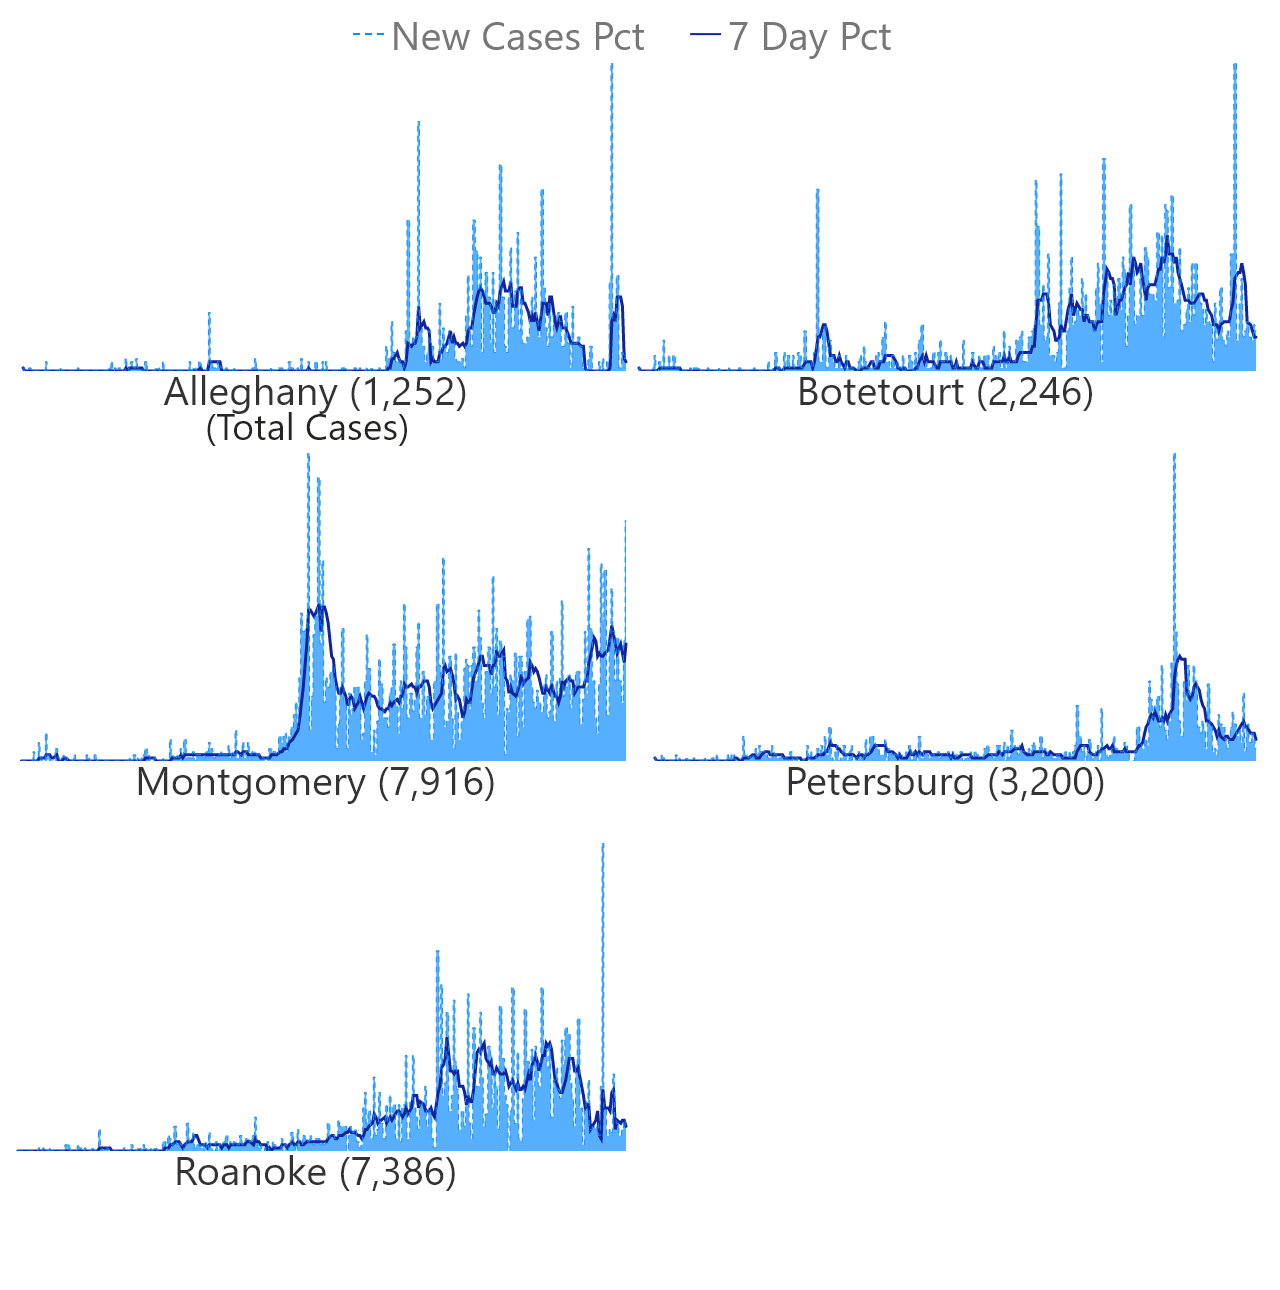 New Cases Pct 7 Day Pct
Alleghany (1,252)
(Total Cases)
Botetourt (2,246)
Montgomery (7,916)
Petersburg (3,200)
Roanoke (7,386)